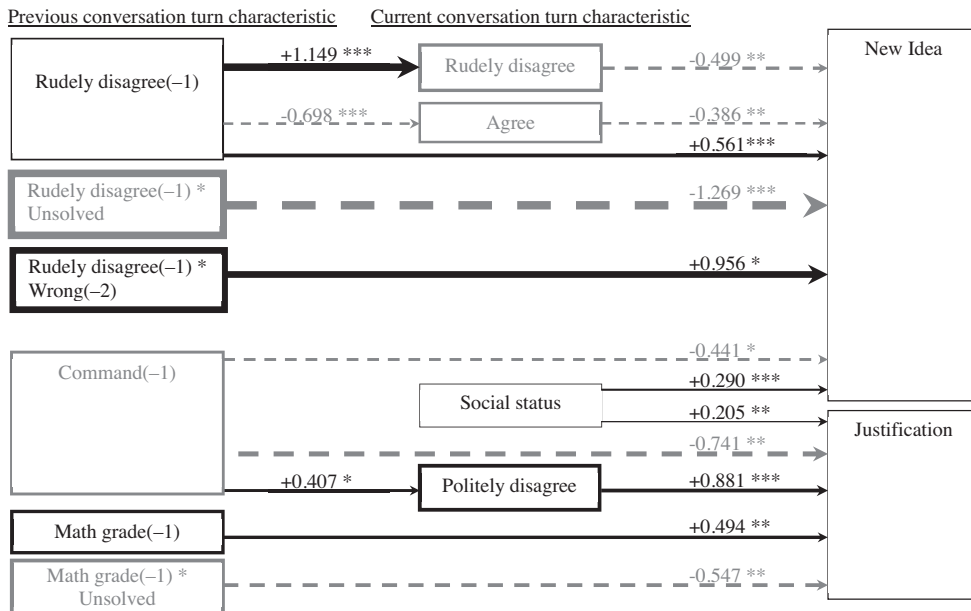 Previous conversation turn characteristic
Current conversation turn characteristic
New Idea
+1.149 ***
Rudely disagree(–1)
Rudely disagree
-0.499 **
-0.698 ***
Agree
-0.386 **
+0.561***
Rudely disagree(–1) *
Unsolved
-1.269 ***
Rudely disagree(–1) *
Wrong(–2)
+0.956 *
-0.441 *
Command(–1)
+0.290 ***
Social status
+0.205 **
Justification
-0.741 **
+0.407 *
Politely disagree
+0.881 ***
Math grade(–1)
+0.494 **
Math grade(–1) *
Unsolved
-0.547 **